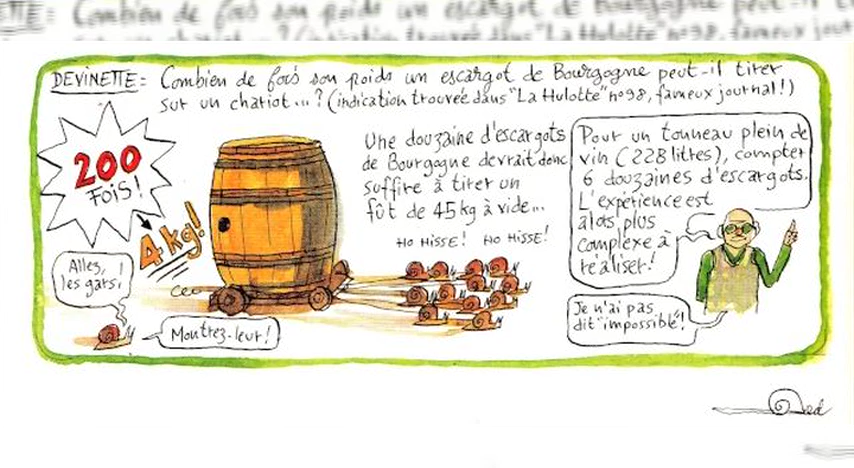 DEVINETTE: Combien de fois son poids un escargot de Bourgogne peut-il tirer
sur un chariot...? (indication trouvée dans "La Hulotte" n°98, fameux journal!)
200
FOIS!
4 kg!
Allez,
les gars!
Montrez-leur!
Une douzaine d'escargots
de Bourgogne devrait donc
suffire à tirer un
fût de 45 kg à vide...
HO HISSE! HO HISSE!
Pour un tonneau plein de
vin (228 litres), compter
6 douzaines d'escargots.
L'expérience est
alors plus
complexe à
réaliser!
Je n'ai pas
dit "impossible"!